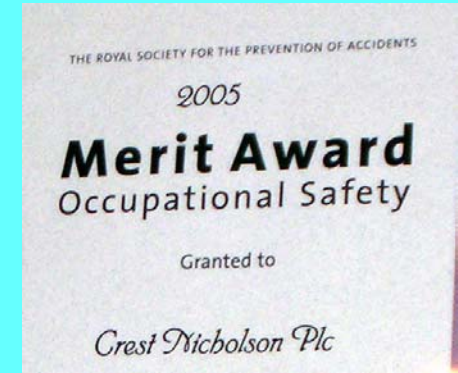 THE ROYAL SOCIETY FOR THE PREVENTION OF ACCIDENTS
2005
Merit Award
Occupational Safety
Granted to
Crest Nicholson Plc